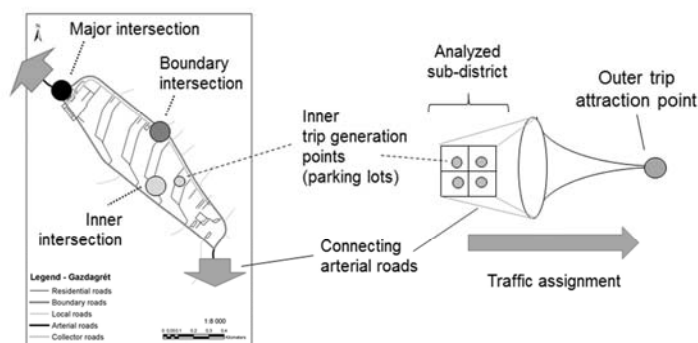 N
Major intersection
Boundary
intersection
Inner
intersection
Legend - Gazdagrét
Residential roads
Boundary roads
Local roads
Arterial roads
Collector roads
1:8 000
Kilometers
Analyzed
sub-district
Outer trip
attraction point
Inner
trip generation
points
(parking lots)
Connecting
arterial roads
Traffic assignment